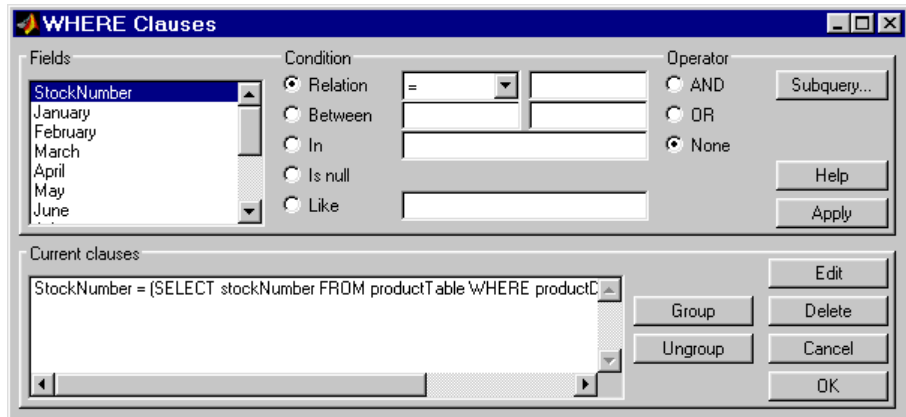 WHERE Clauses
Fields
StockNumber
January
February
March
April
May
June
Condition
Relation
=
Between
In
Is null
Like
Operator
AND
OR
None
Subquery...
Help
Apply
Current clauses
StockNumber = (SELECT stockNumber FROM productTable WHERE
Group
Ungroup
Edit
Delete
Cancel
OK